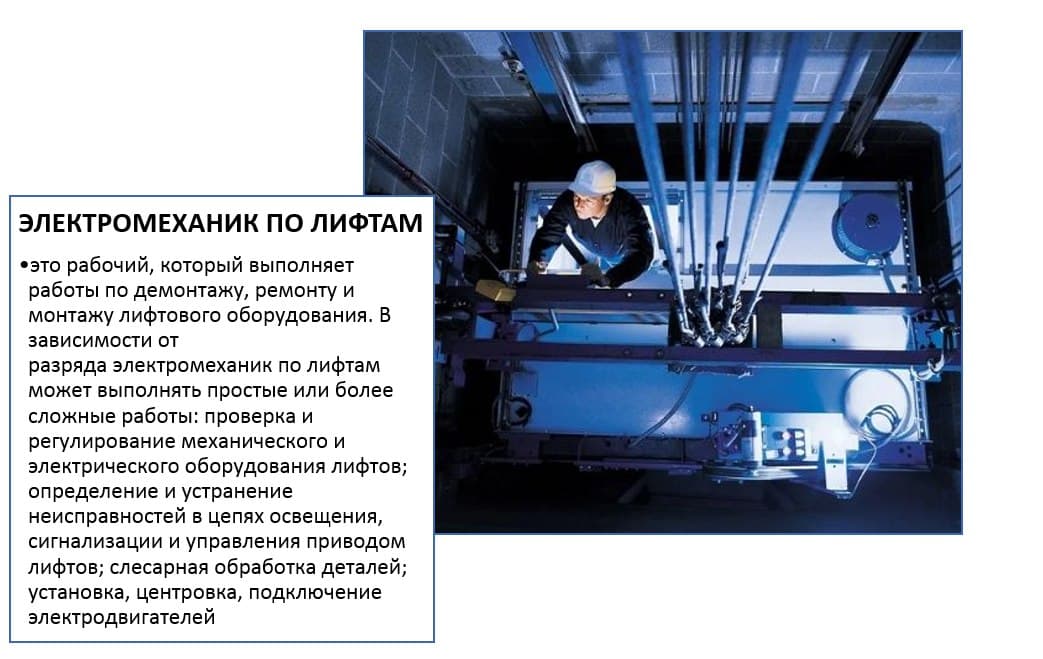 ЭЛЕКТРОМЕХАНИК ПО ЛИФТАМ
•это рабочий, который выполняет
работы по демонтажу, ремонту и
монтажу лифтового оборудования. В
зависимости от
разряда электромеханик по лифтам
может выполнять простые или более
сложные работы: проверка и
регулирование механического и
электрического оборудования лифтов;
определение и устранение
неисправностей в цепях освещения,
сигнализации и управления приводом
лифтов; слесарная обработка деталей;
установка, центровка, подключение
электродвигателей